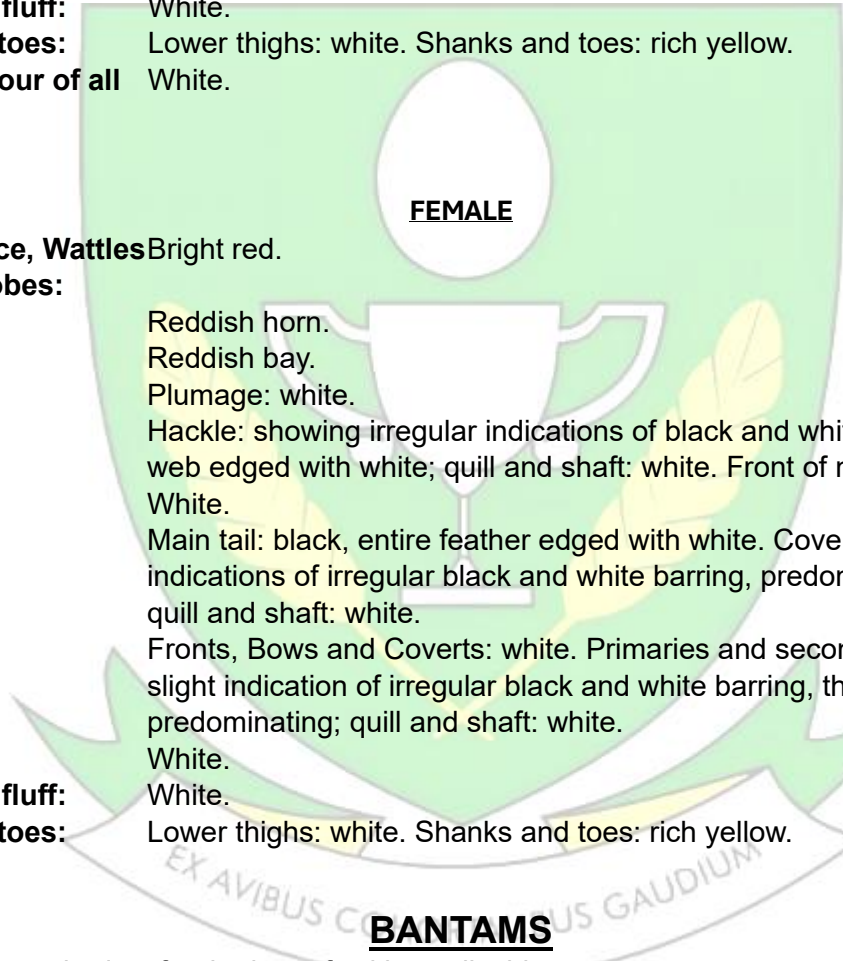 fluff: White.
toes: Lower thighs: white. Shanks and toes: rich yellow.
our of all White.
FEMALE
ce, Wattles Bright red.
obes:
Reddish horn.
Reddish bay.
Plumage: white.
Hackle: showing irregular indications of black and whi
web edged with white; quill and shaft: white. Front of
White.
Main tail: black, entire feather edged with white. Cove
indications of irregular black and white barring, predo
quill and shaft: white.
Fronts, Bows and Coverts: white. Primaries and secon
slight indication of irregular black and white barring, th
predominating; quill and shaft: white.
White.
fluff: White.
toes: Lower thighs: white. Shanks and toes: rich yellow.
EX AVIBUS GAUDIUM
BANTAMS